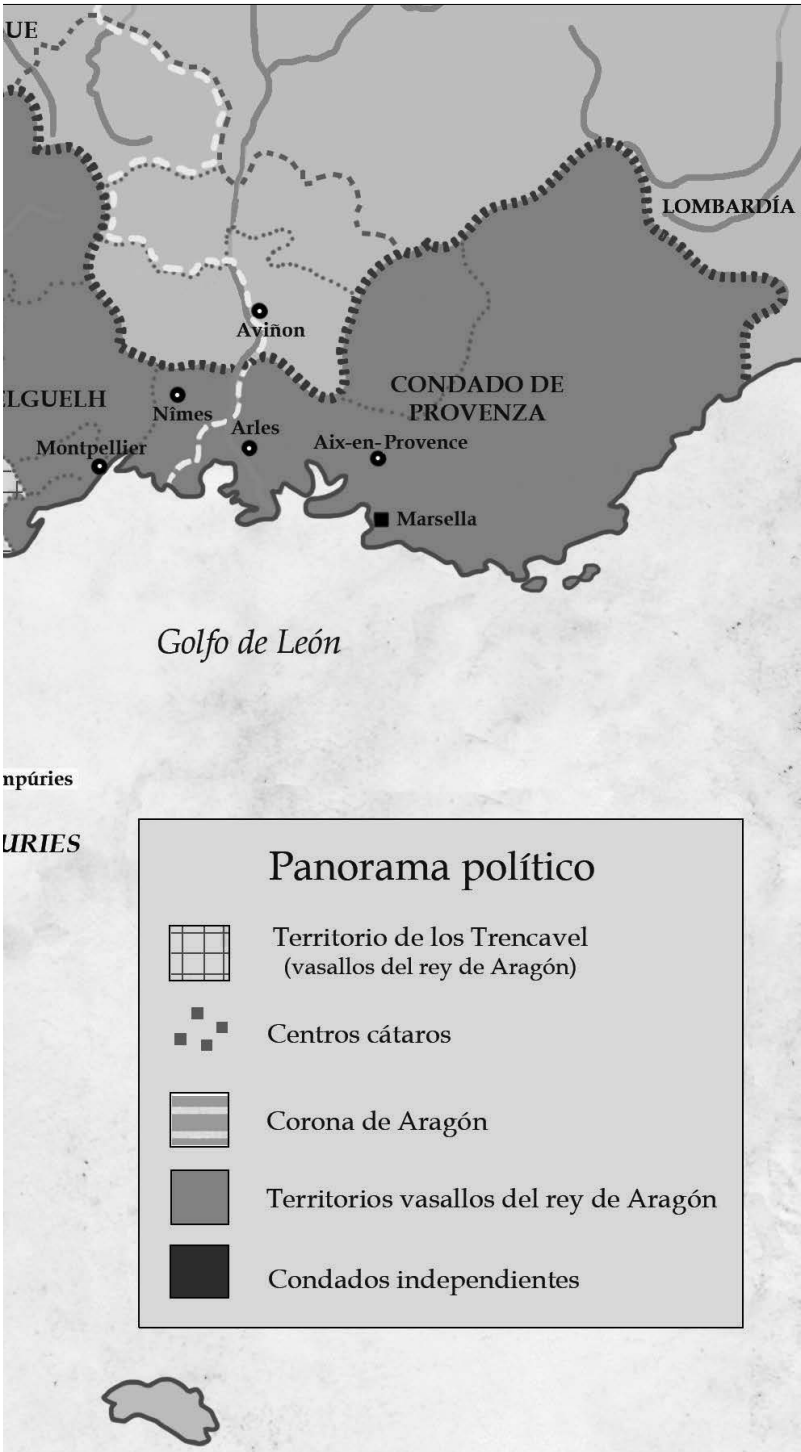 UE
LOMBARDÍA
Aviñon
CONDADO DE
PROVENZA
ELGUELH
Nîmes
Arles
Montpellier
Aix-en-Provence
Marsella
Golfo de León
mpúries
URIES
Panorama político
Territorio de los Trencavel
(vasallos del rey de Aragón)
Centros cátaros
Corona de Aragón
Territorios vasallos del rey de Aragón
Condados independientes